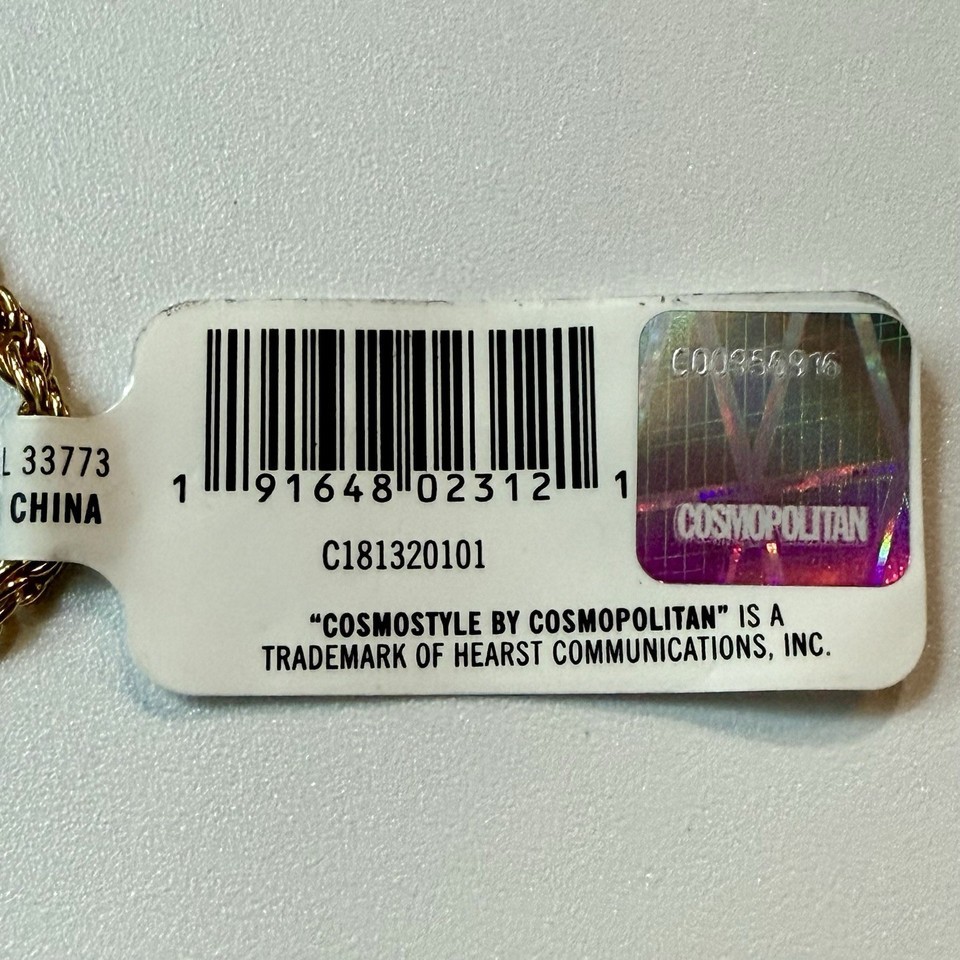 L 33773
CHINA
1 91648 02312 1
C181320101
"COSMOSTYLE BY COSMOPOLITAN" IS A
TRADEMARK OF HEARST COMMUNICATIONS, INC.
COSMOPOLITAN